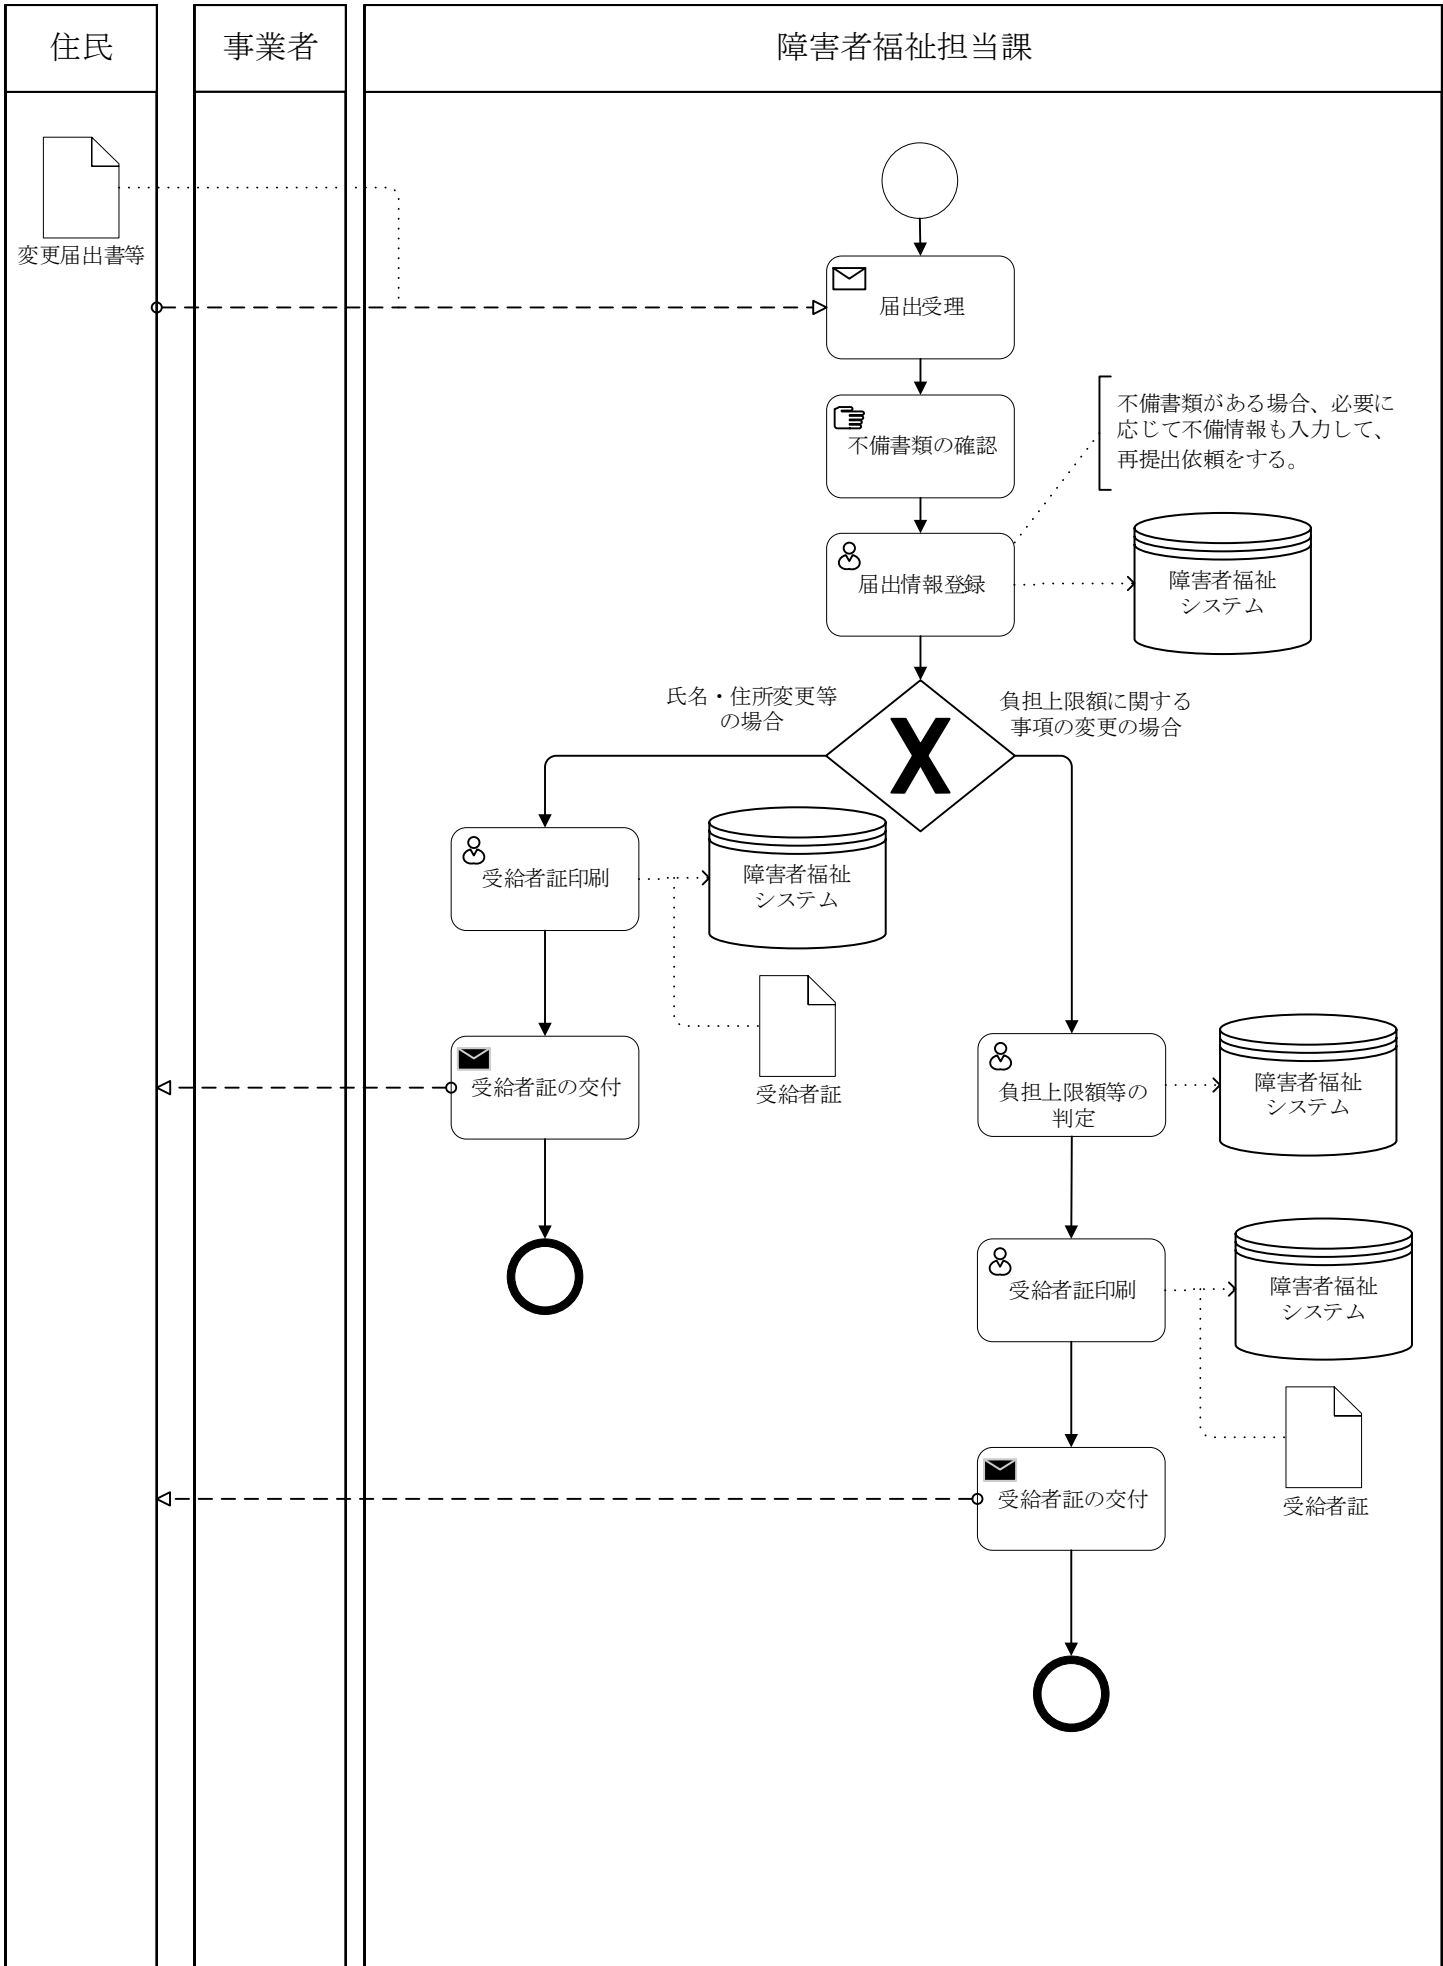 住民
事業者
障害者福祉担当課
変更届出書等
届出受理
不備書類の確認
不備書類がある場合、必要に
応じて不備情報も入力して、
再提出依頼をする。
届出情報登録
障害者福祉
システム
氏名・住所変更等
の場合
負担上限額に関する
事項の変更の場合
X
受給者証印刷
障害者福祉
システム
受給者証の交付
受給者証
負担上限額等の
判定
障害者福祉
システム
受給者証印刷
障害者福祉
システム
受給者証の交付
受給者証